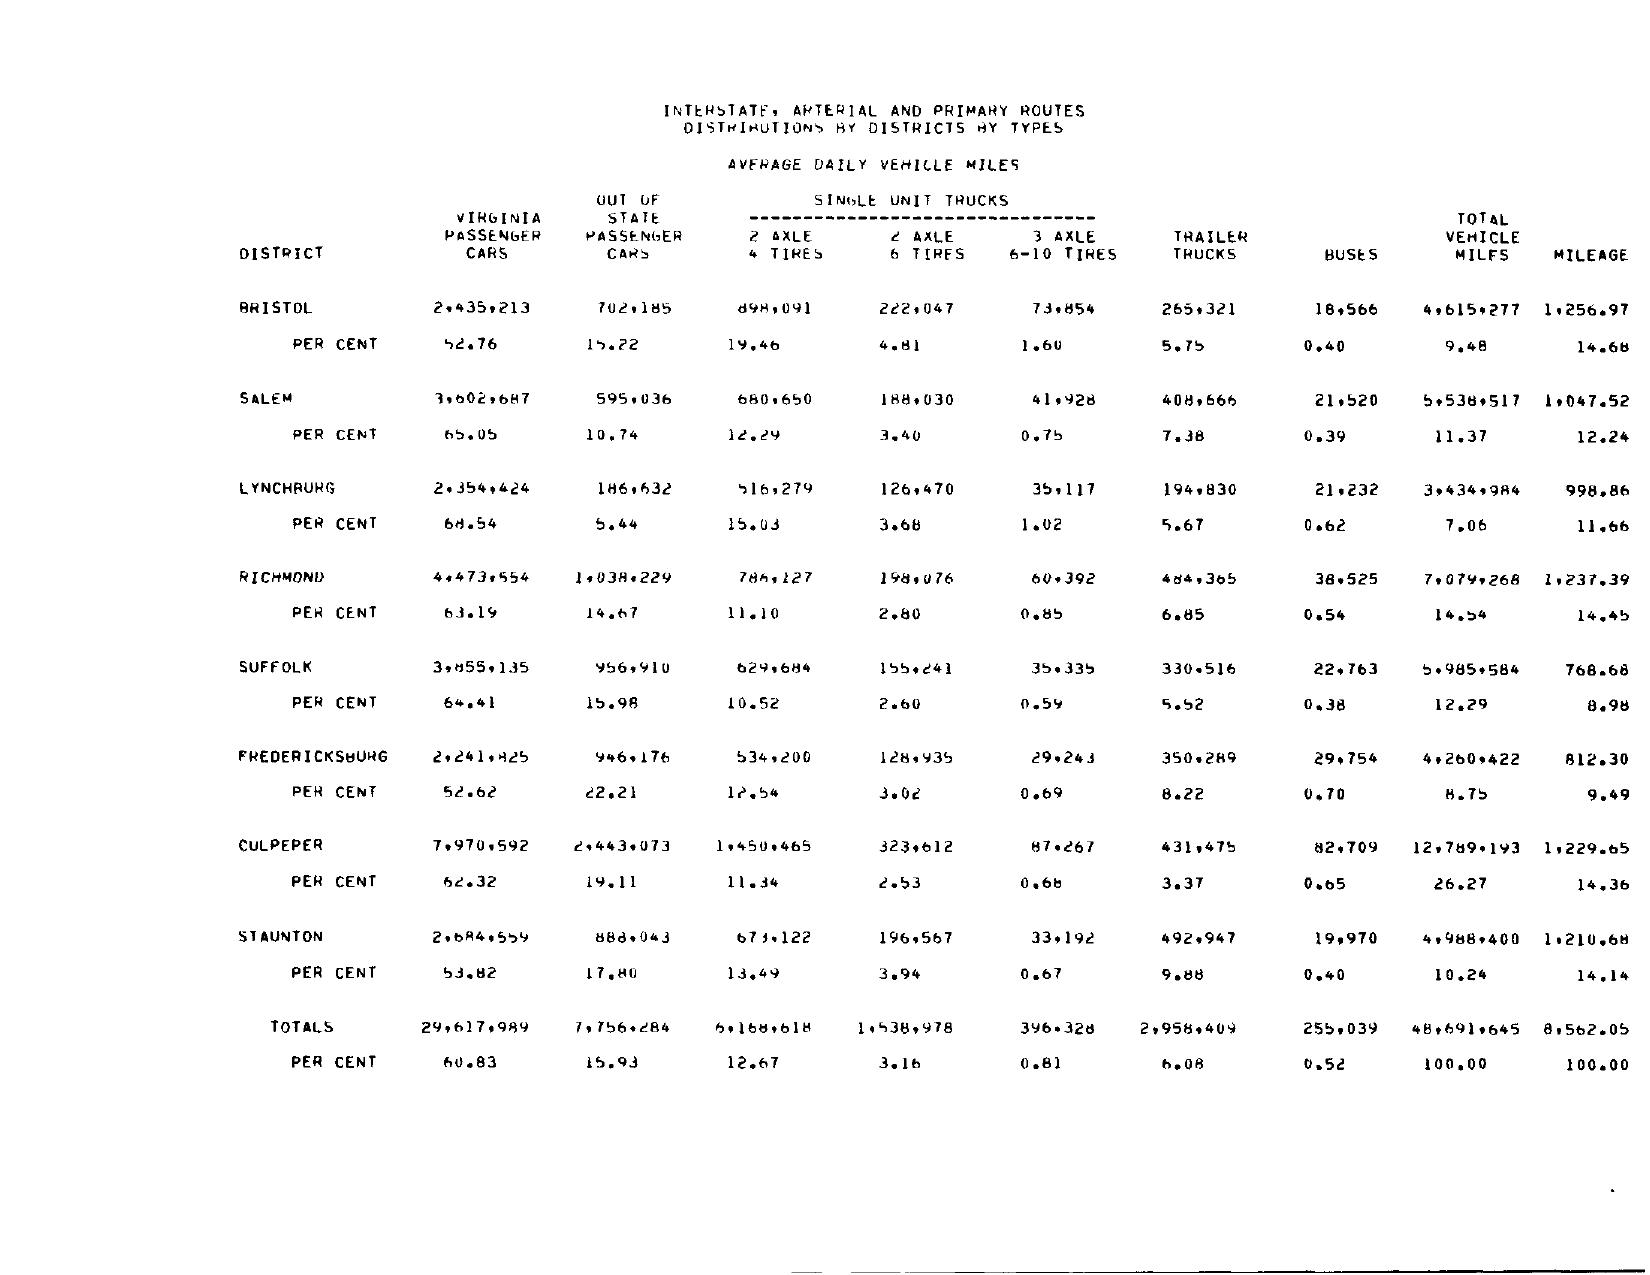 INTERSTATE, ARTERIAL AND PRIMARY ROUTES
DISTRIBUTIONS BY DISTRICTS BY TYPES
AVERAGE DAILY VEHICLE MILES
OUT OF SINGLE UNIT TRUCKS
VIRGINIA STATE -------------------------------- TOTAL
PASSENGER PASSENGER 2 AXLE 2 AXLE 3 AXLE TRAILER VEHICLE
DISTRICT CARS CARS 4 TIRES 6 TIRES 6-10 TIRES TRUCKS BUSES MILES MILEAGE
BRISTOL 2,435,213 702,185 898,091 222,047 73,854 265,321 18,566 4,615,277 1,256.97
PER CENT 52.76 15.22 19.46 4.81 1.60 5.75 0.40 9.48 14.68
SALEM 3,602,687 595,036 680,650 188,030 41,928 408,666 21,520 5,538,517 1,047.52
PER CENT 65.05 10.74 12.29 3.40 0.75 7.38 0.39 11.37 12.24
LYNCHBURG 2,354,424 186,632 516,279 126,470 35,117 194,830 21,232 3,434,984 998.86
PER CENT 68.54 5.44 15.03 3.68 1.02 5.67 0.62 7.06 11.66
RICHMOND 4,473,554 1,038,229 786,127 198,076 60,392 484,365 38,525 7,079,268 1,237.39
PER CENT 63.19 14.67 11.10 2.80 0.85 6.85 0.54 14.54 14.45
SUFFOLK 3,855,135 956,910 629,684 155,241 35,335 330,516 22,763 5,985,584 768.68
PER CENT 64.41 15.98 10.52 2.60 0.59 5.52 0.38 12.29 8.98
FREDERICKSBURG 2,241,825 946,176 534,200 128,935 29,243 350,289 29,754 4,260,422 812.30
PER CENT 52.62 22.21 12.54 3.02 0.69 8.22 0.70 8.75 9.49
CULPEPER 7,970,592 2,443,073 1,450,465 323,612 87,267 431,475 82,709 12,789,193 1,229.65
PER CENT 62.32 19.11 11.34 2.53 0.68 3.37 0.65 26.27 14.36
STAUNTON 2,684,559 888,043 673,122 196,567 33,192 492,947 19,970 4,988,400 1,210.68
PER CENT 53.82 17.80 13.49 3.94 0.67 9.88 0.40 10.24 14.14
TOTALS 29,617,989 7,756,284 6,168,618 1,538,978 396,328 2,958,409 255,039 48,691,645 8,562.05
PER CENT 60.83 15.93 12.67 3.16 0.81 6.08 0.52 100.00 100.00